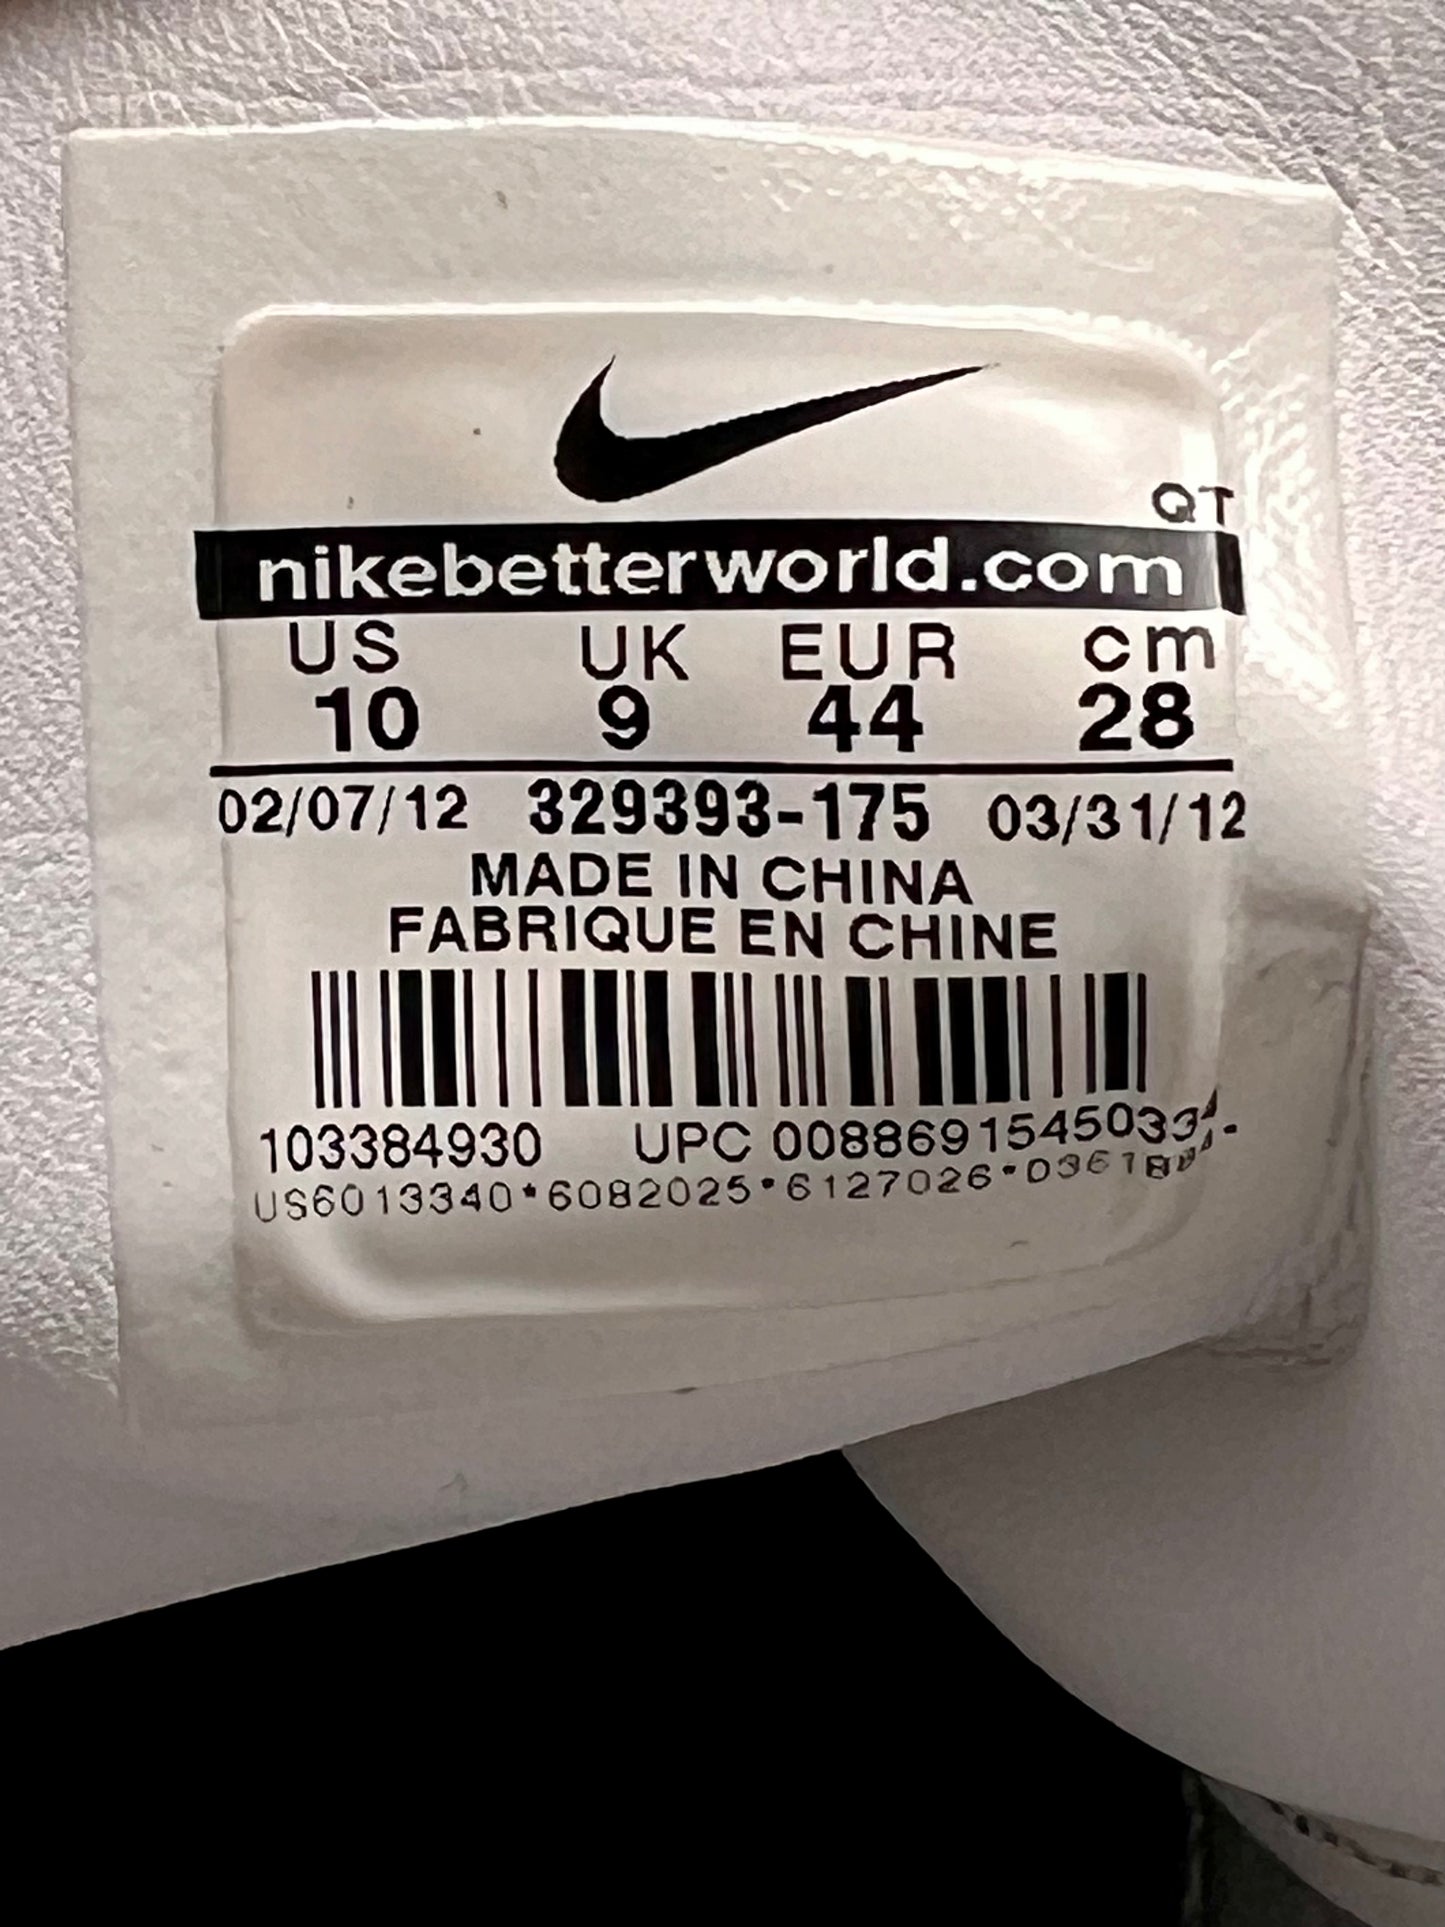 QT
nikebetterworld.com
US UK EUR cm
10 9 44 28
02/07/12 329393-175 03/31/12
MADE IN CHINA
FABRIQUE EN CHINE
103384930 UPC
US6013340*6082025*6127026*